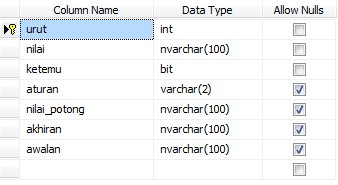 Column Name Data Type Allow Nulls
urut int
nilai nvarchar(100)
ketemu bit
aturan varchar(2)
nilai_potong nvarchar(100)
akhiran nvarchar(100)
awalan nvarchar(100)